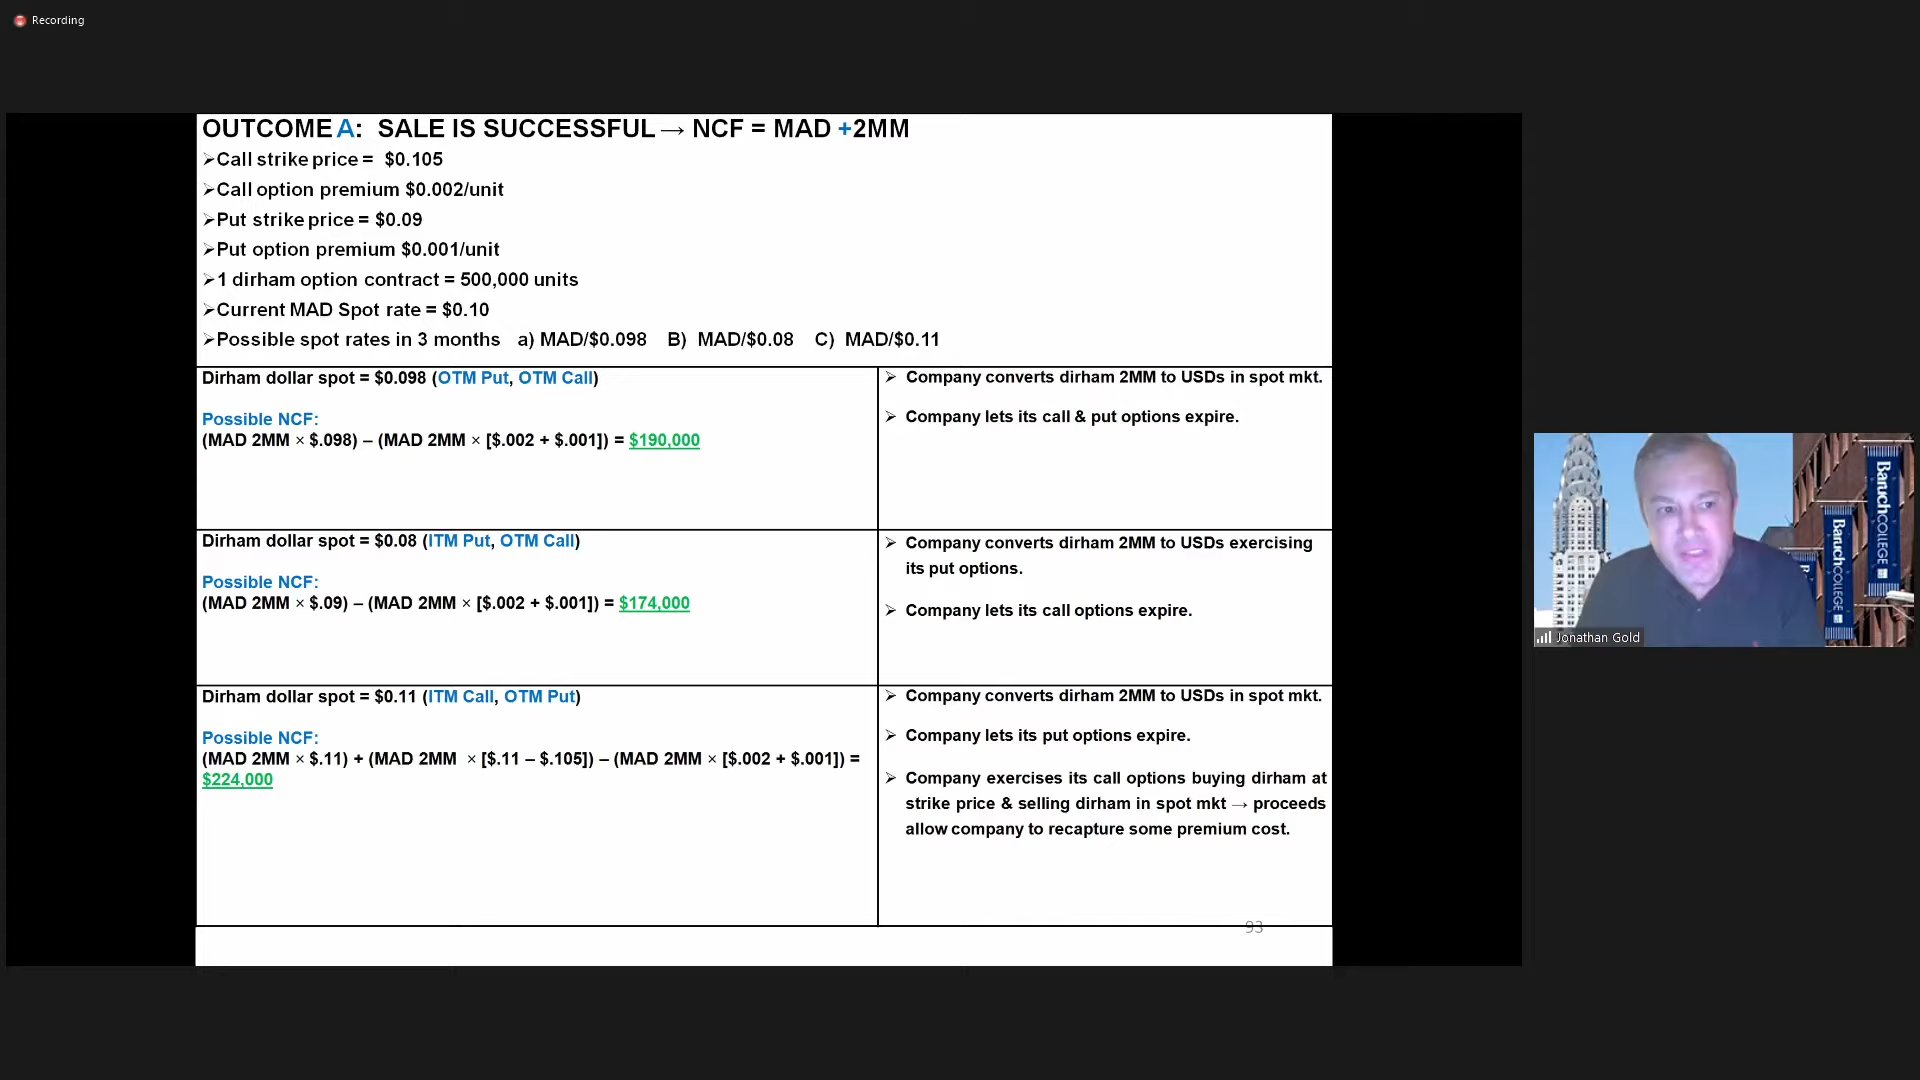 Recording
OUTCOME A: SALE IS SUCCESSFUL → NCF = MAD +2MM
➢Call strike price = $0.105
➢Call option premium $0.002/unit
➢Put strike price = $0.09
➢Put option premium $0.001/unit
➢1 dirham option contract = 500,000 units
➢Current MAD Spot rate = $0.10
➢Possible spot rates in 3 months a) MAD/$0.098 B) MAD/$0.08 C) MAD/$0.11
Dirham dollar spot = $0.098 (OTM Put, OTM Call)
Possible NCF:
(MAD 2MM × $.098) – (MAD 2MM × [$.002 + $.001]) = $190,000
➢ Company converts dirham 2MM to USDs in spot mkt.
➢ Company lets its call & put options expire.
Dirham dollar spot = $0.08 (ITM Put, OTM Call)
Possible NCF:
(MAD 2MM × $.09) – (MAD 2MM × [$.002 + $.001]) = $174,000
➢ Company converts dirham 2MM to USDs exercising
its put options.
➢ Company lets its call options expire.
Dirham dollar spot = $0.11 (ITM Call, OTM Put)
Possible NCF:
(MAD 2MM × $.11) + (MAD 2MM × [$.11 – $.105]) – (MAD 2MM × [$.002 + $.001]) =
$224,000
➢ Company converts dirham 2MM to USDs in spot mkt.
➢ Company lets its put options expire.
➢ Company exercises its call options buying dirham at
strike price & selling dirham in spot mkt → proceeds
allow company to recapture some premium cost.
93
Baruch COLLEGE
Baruch COLLEGE
Jonathan Gold